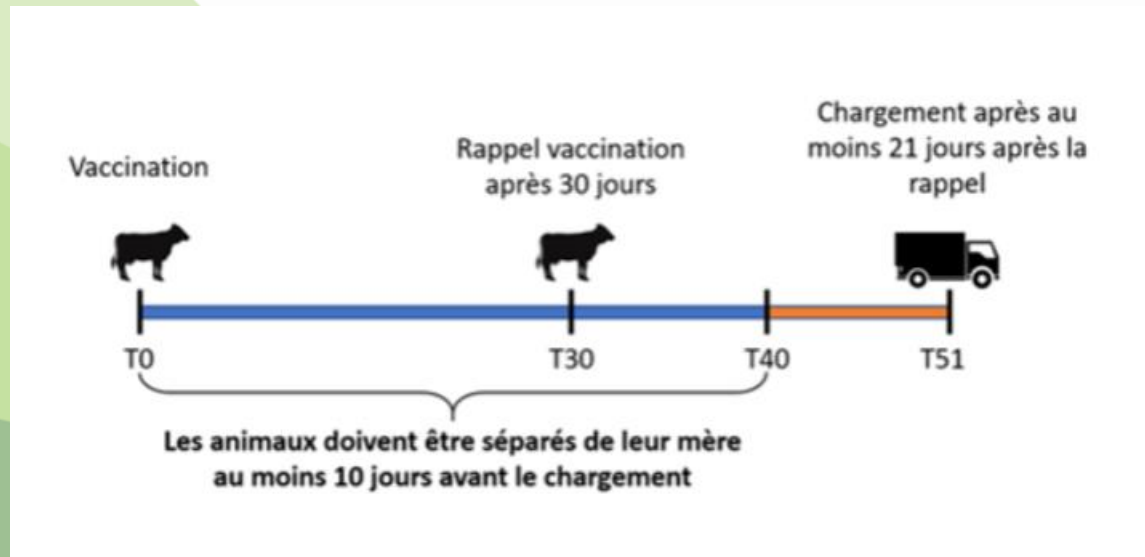 Vaccination
Rappel vaccination
après 30 jours
Chargement après au
moins 21 jours après la
rappel
T0
T30
T40
T51
Les animaux doivent être séparés de leur mère
au moins 10 jours avant le chargement